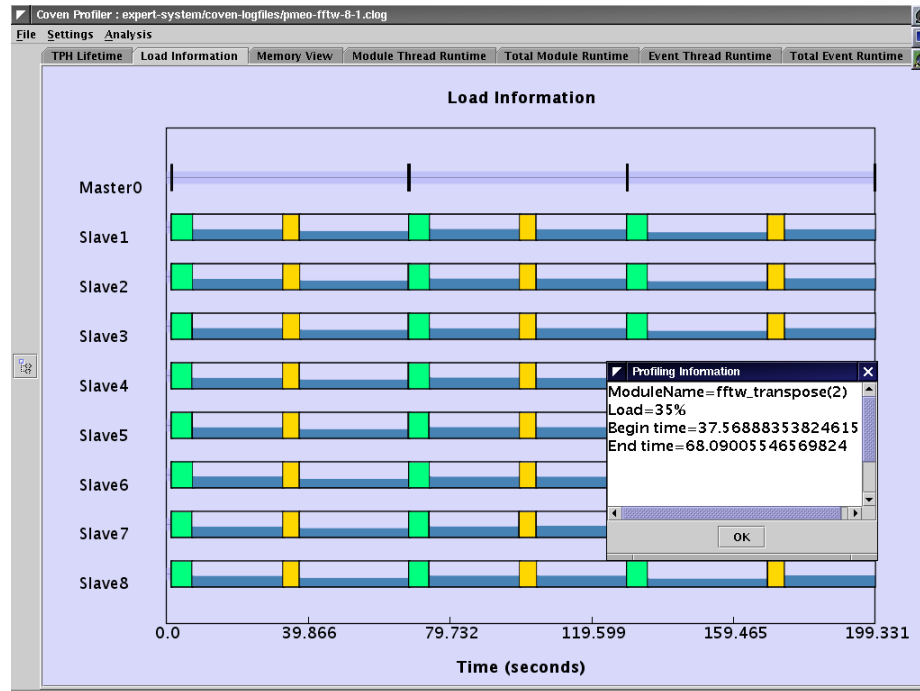 Coven Profiler : expert-system/coven-logfiles/pmeo-fftw-8-1.clog
File Settings Analysis
TPH Lifetime Load Information Memory View Module Thread Runtime Total Module Runtime Event Thread Runtime Total Event Runtime
Load Information
Master0
Slave1
Slave2
Slave3
Slave4
Slave5
Slave6
Slave7
Slave8
Profiling Information
ModuleName=fftw_transpose(2)
Load=35%
Begin time=37.56888353824615
End time=68.09005546569824
OK
0.0 39.866 79.732 119.599 159.465 199.331
Time (seconds)